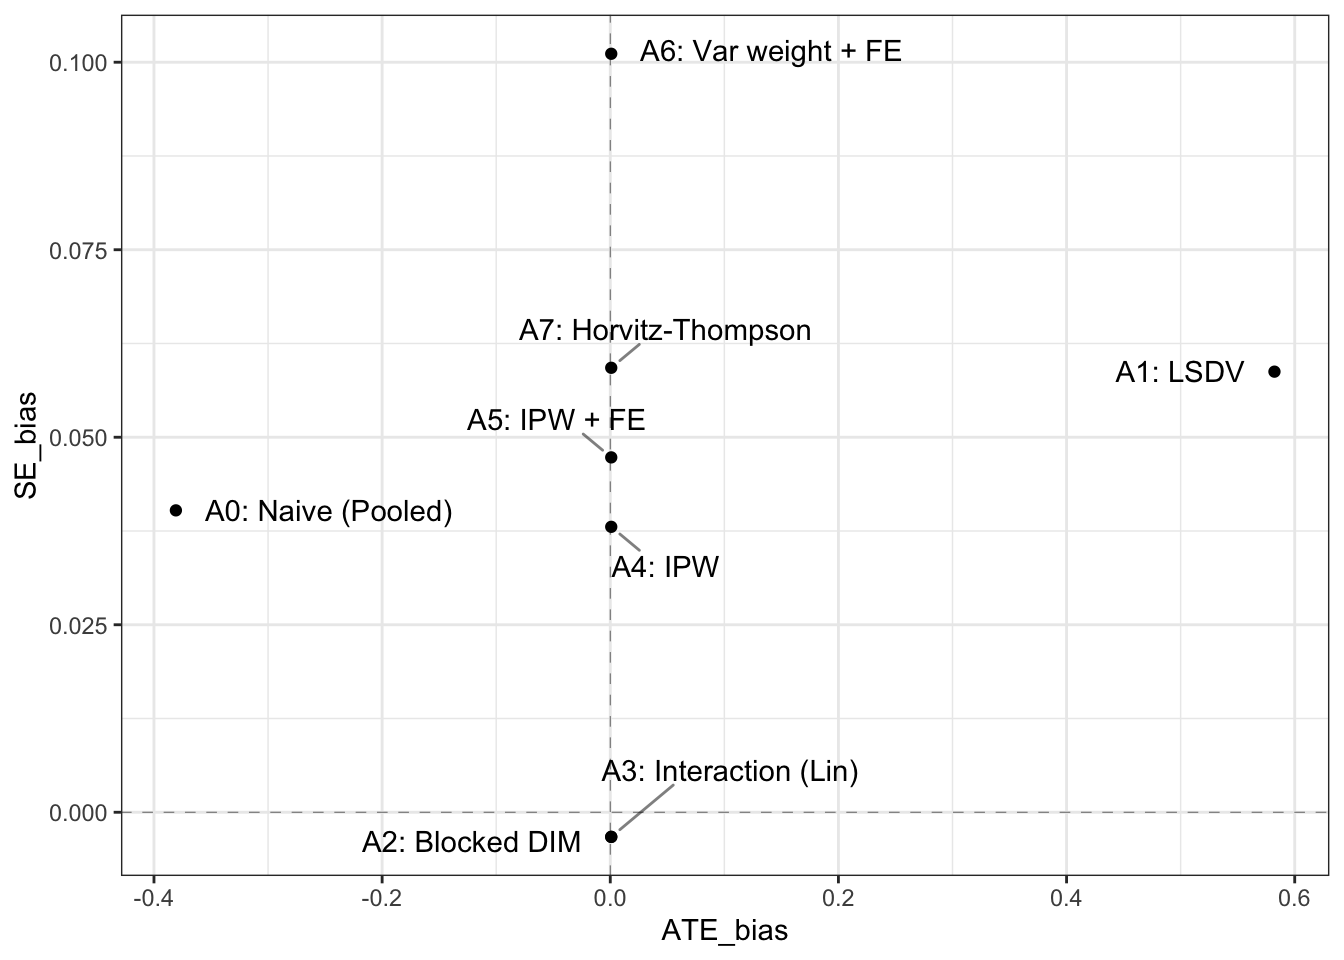 A6: Var weight + FE
0.100
0.075
A7: Horvitz-Thompson
A1: LSDV
A5: IPW + FE
0.050
SE_bias
A0: Naive (Pooled)
A4: IPW
0.025
A3: Interaction (Lin)
0.000
A2: Blocked DIM
-0.4
-0.2
0.0
0.2
0.4
0.6
ATE_bias